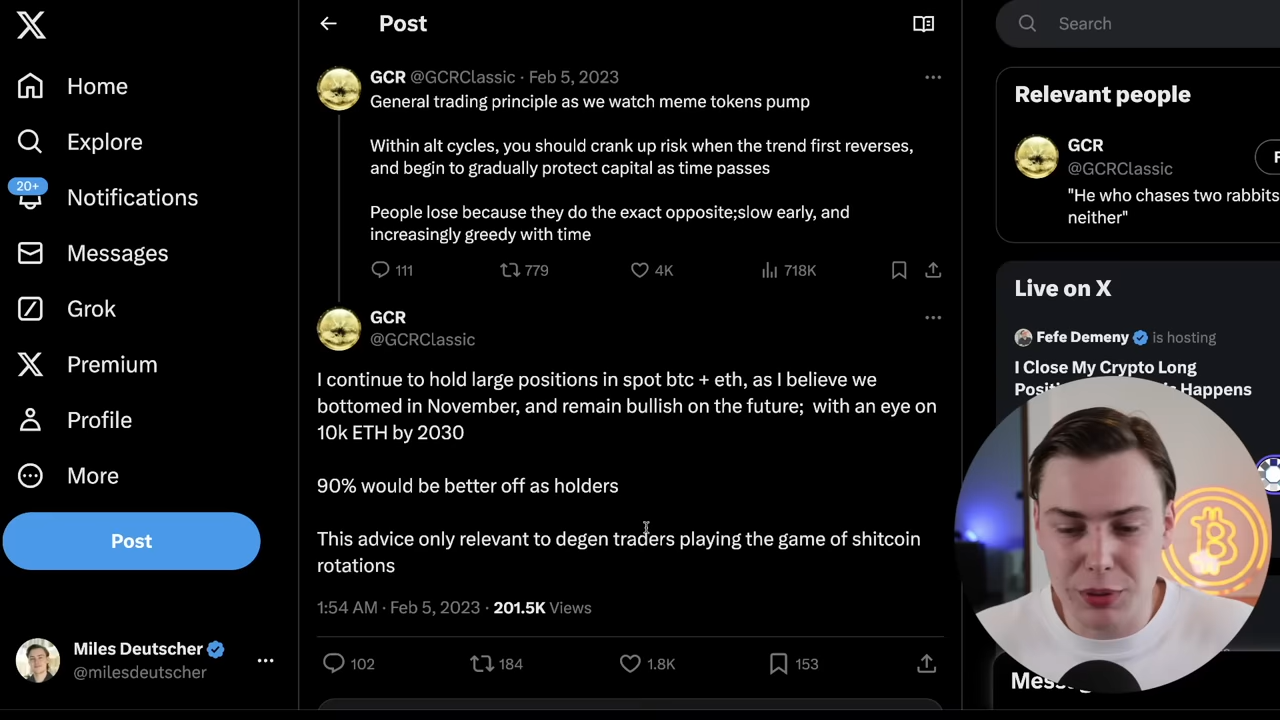 Post
Search
Home
Explore
20+
Notifications
Messages
Grok
Premium
Profile
More
Post
Miles Deutscher
@milesdeutscher
GCR @GCRClassic · Feb 5, 2023
General trading principle as we watch meme tokens pump
Within alt cycles, you should crank up risk when the trend first reverses,
and begin to gradually protect capital as time passes
People lose because they do the exact opposite;slow early, and
increasingly greedy with time
111 779 4K 718K
GCR
@GCRClassic
I continue to hold large positions in spot btc + eth, as I believe we
bottomed in November, and remain bullish on the future; with an eye on
10k ETH by 2030
90% would be better off as holders
This advice only relevant to degen traders playing the game of shitcoin
rotations
1:54 AM · Feb 5, 2023 · 201.5K Views
102 184 1.8K 153
Relevant people
GCR
@GCRClassic
"He who chases two rabbits
neither"
Live on X
Fefe Demeny is hosting
I Close My Crypto Long
Happens